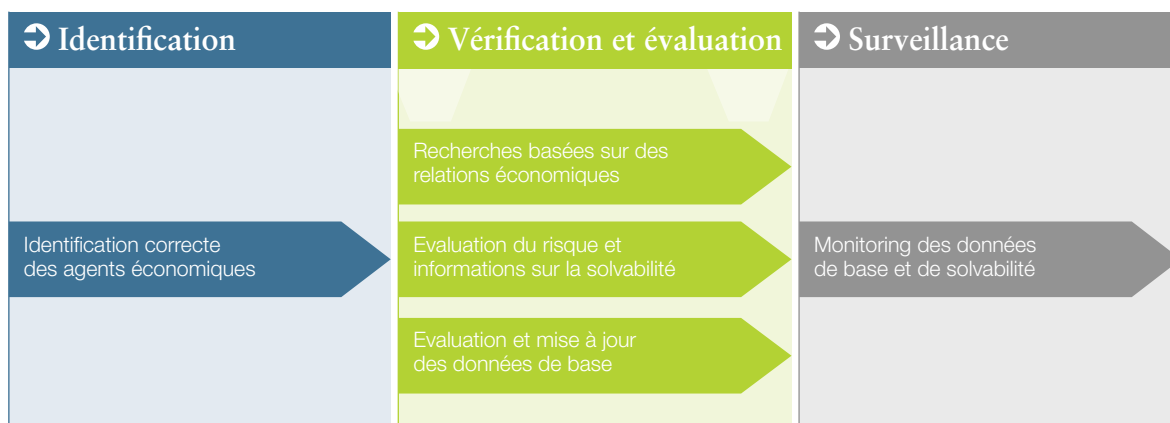 Identification
Identification correcte
des agents économiques
Vérification et évaluation
Recherches basées sur des
relations économiques
Evaluation du risque et
informations sur la solvabilité
Evaluation et mise à jour
des données de base
Surveillance
Monitoring des données
de base et de solvabilité